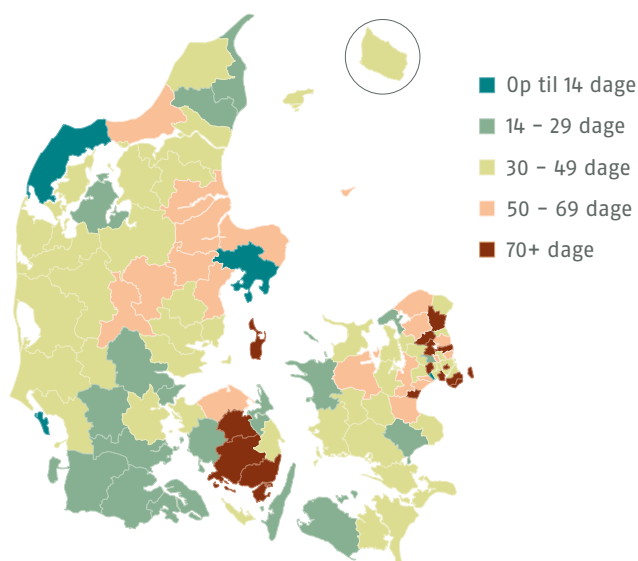 Op til 14 dage
14 - 29 dage
30 - 49 dage
50 - 69 dage
70+ dage